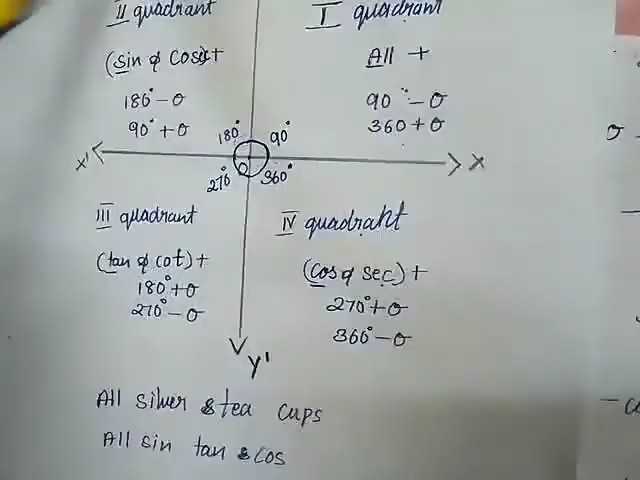 II quadrant
I quadrant
(Sin & Cosec)+
All +
180° - θ
90° - θ
90° + θ
360 + θ
180°
90°
x'
x
270°
360°
III quadrant
IV quadrant
(tan & cot) +
(cos & sec) +
180° + θ
270° + θ
270° - θ
360° - θ
Y'
All silver & tea cups
All sin tan & cos